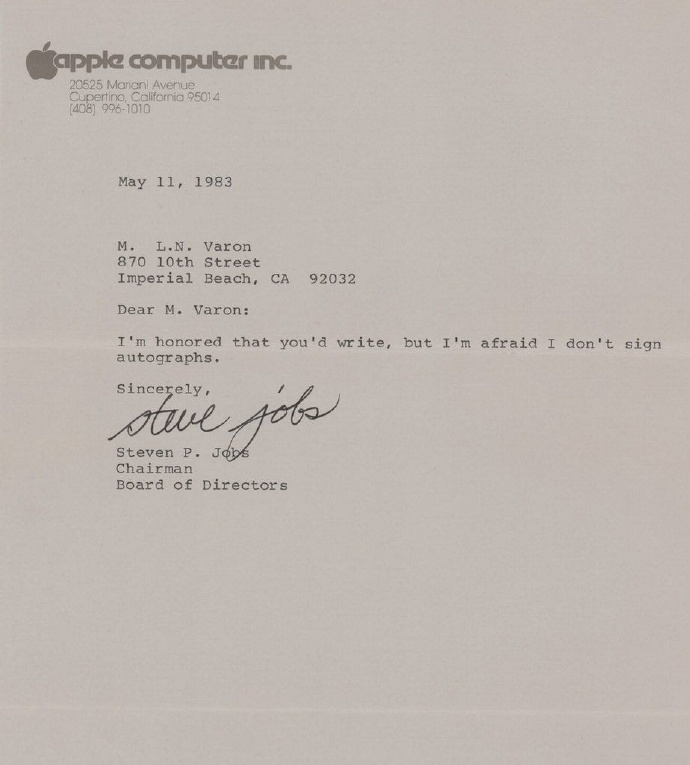 apple computer inc.
20525 Mariani Avenue
Cupertino, California 95014
(408) 996-1010
May 11, 1983
M.  L.N. Varon
870 10th Street
Imperial Beach, CA  92032
Dear M. Varon:
I'm honored that you'd write, but I'm afraid I don't sign
autographs.
Sincerely,
steve jobs
Steven P. Jobs
Chairman
Board of Directors